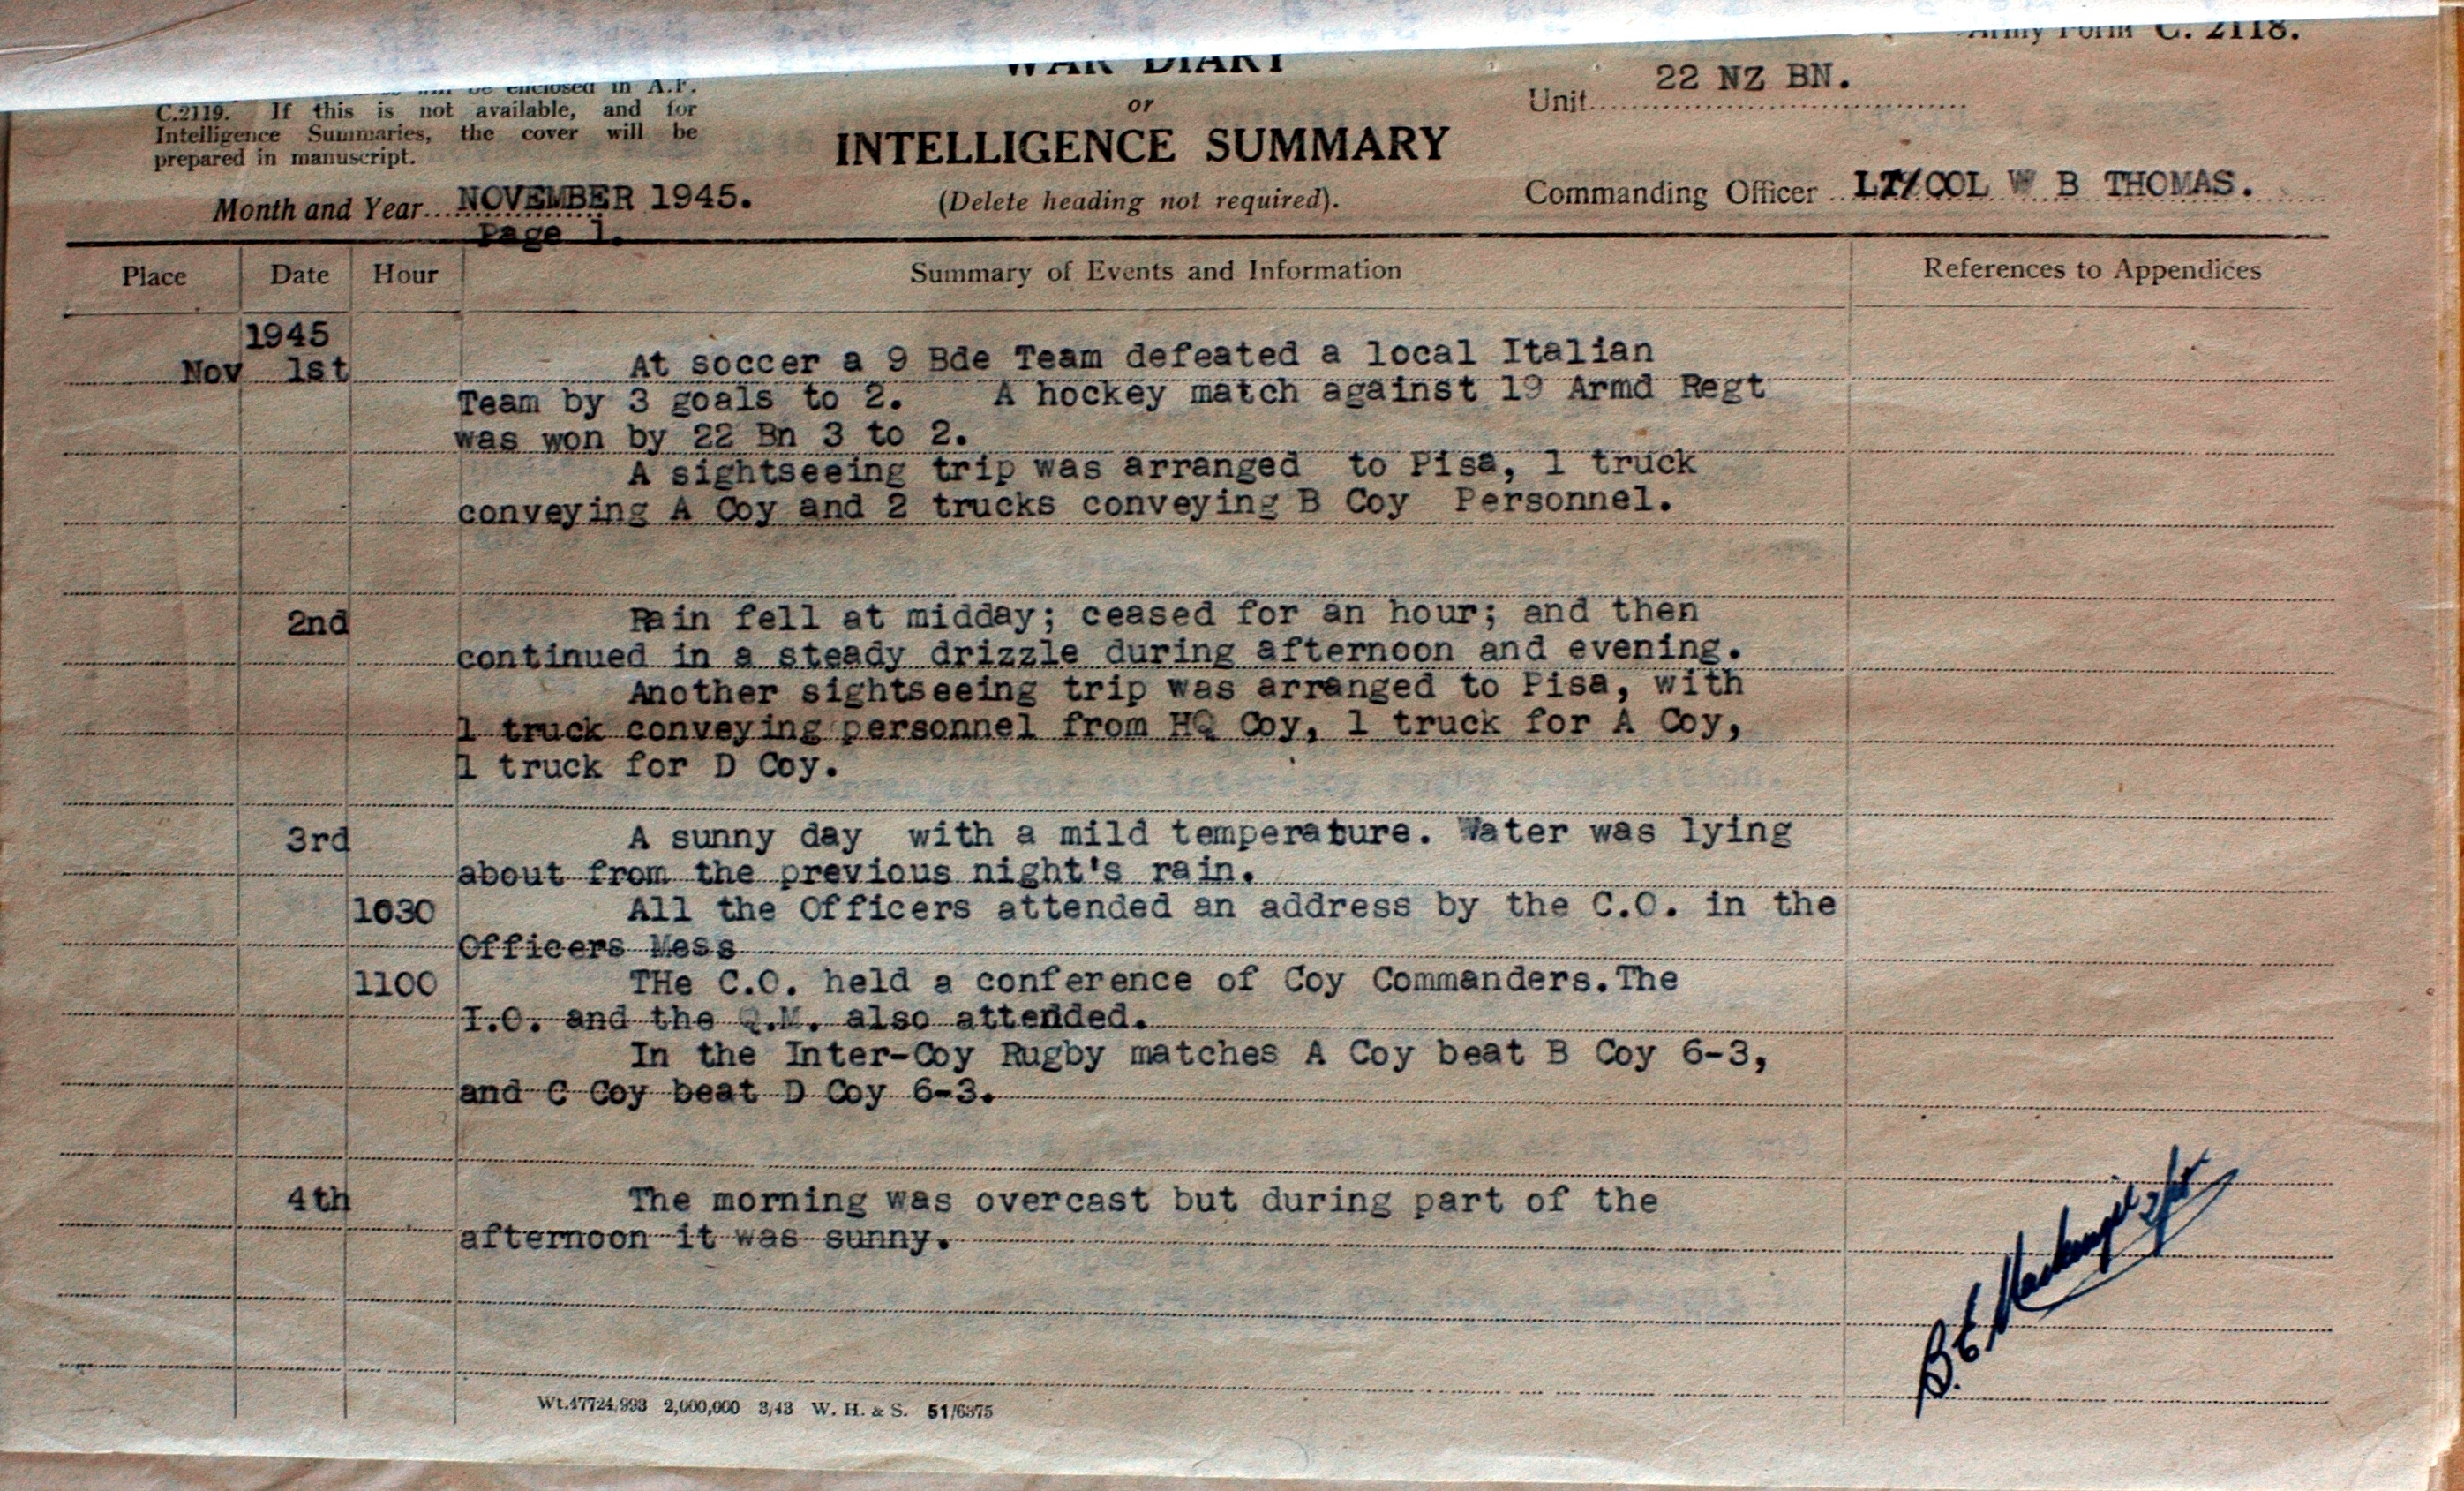 Army Form C. 2118.
WAR DIARY
or
INTELLIGENCE SUMMARY
(Delete heading not required).
will be enclosed in A.F.
C.2119. If this is not available, and for
Intelligence Summaries, the cover will be
prepared in manuscript.
Month and Year NOVEMBER 1945.
Page 1.
Unit 22 NZ BN.
Commanding Officer LT/COL W B THOMAS.
Place Date Hour Summary of Events and Information References to Appendices
1945
Nov 1st At soccer a 9 Bde Team defeated a local Italian
Team by 3 goals to 2. A hockey match against 19 Armd Regt
was won by 22 Bn 3 to 2.
A sightseeing trip was arranged to Pisa, 1 truck
conveying A Coy and 2 trucks conveying B Coy Personnel.
2nd Rain fell at midday; ceased for an hour; and then
continued in a steady drizzle during afternoon and evening.
Another sightseeing trip was arranged to Pisa, with
1 truck conveying personnel from HQ Coy, 1 truck for A Coy,
1 truck for D Coy.
3rd A sunny day with a mild temperature. Water was lying
about from the previous night's rain.
1030 All the Officers attended an address by the C.O. in the
Officers Mess
1100 THe C.O. held a conference of Coy Commanders.The
I.O. and the Q.M. also attended.
In the Inter-Coy Rugby matches A Coy beat B Coy 6-3,
and C Coy beat D Coy 6-3.
4th The morning was overcast but during part of the
afternoon it was sunny.
Wt.47724/993 2,000,000 3/43 W. H. & S. 51/6375